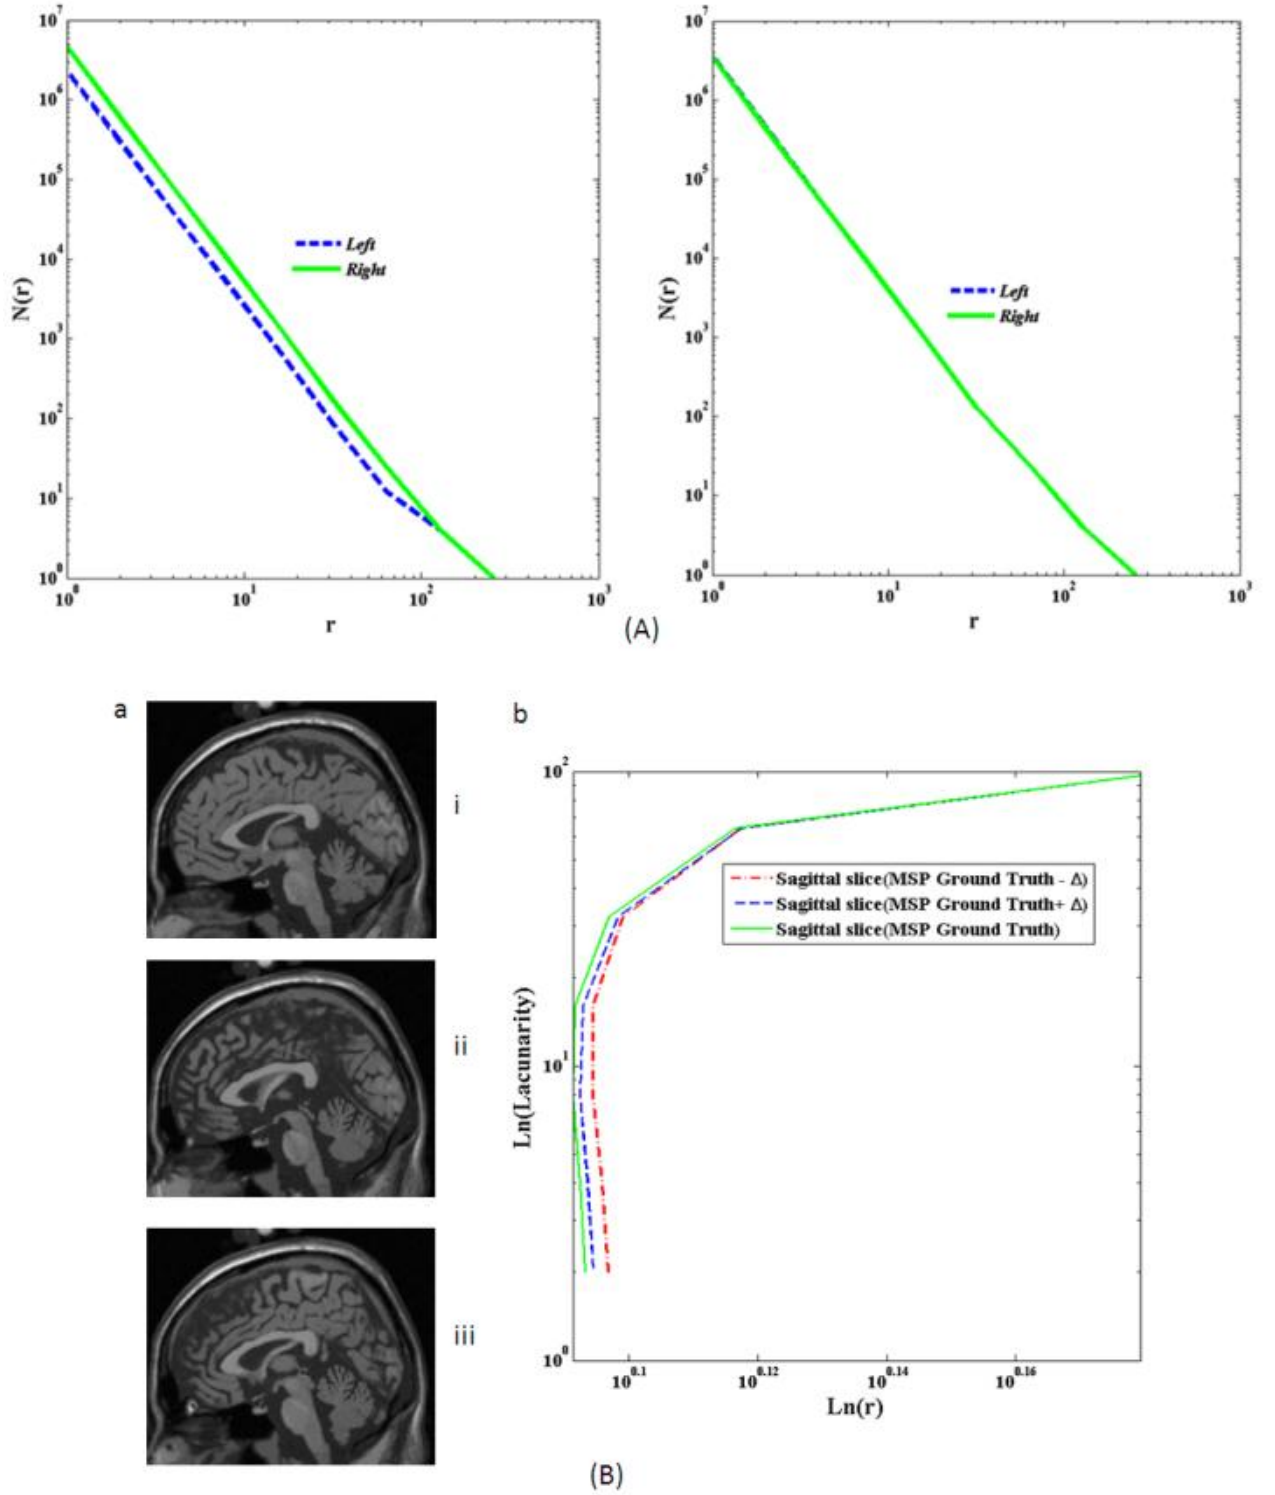 10^7
10^6
10^5
10^4
10^3
10^2
10^1
10^0
N(r)
Left
Right
10^0 10^1 10^2 10^3
r
10^7
10^6
10^5
10^4
10^3
10^2
10^1
10^0
N(r)
Left
Right
10^0 10^1 10^2 10^3
r
(A)
a
i
ii
iii
b
10^2
10^1
10^0
Ln(Lacunarity)
Sagittal slice(MSP Ground Truth - Δ)
Sagittal slice(MSP Ground Truth+ Δ)
Sagittal slice(MSP Ground Truth)
10^0.1 10^0.12 10^0.14 10^0.16
Ln(r)
(B)